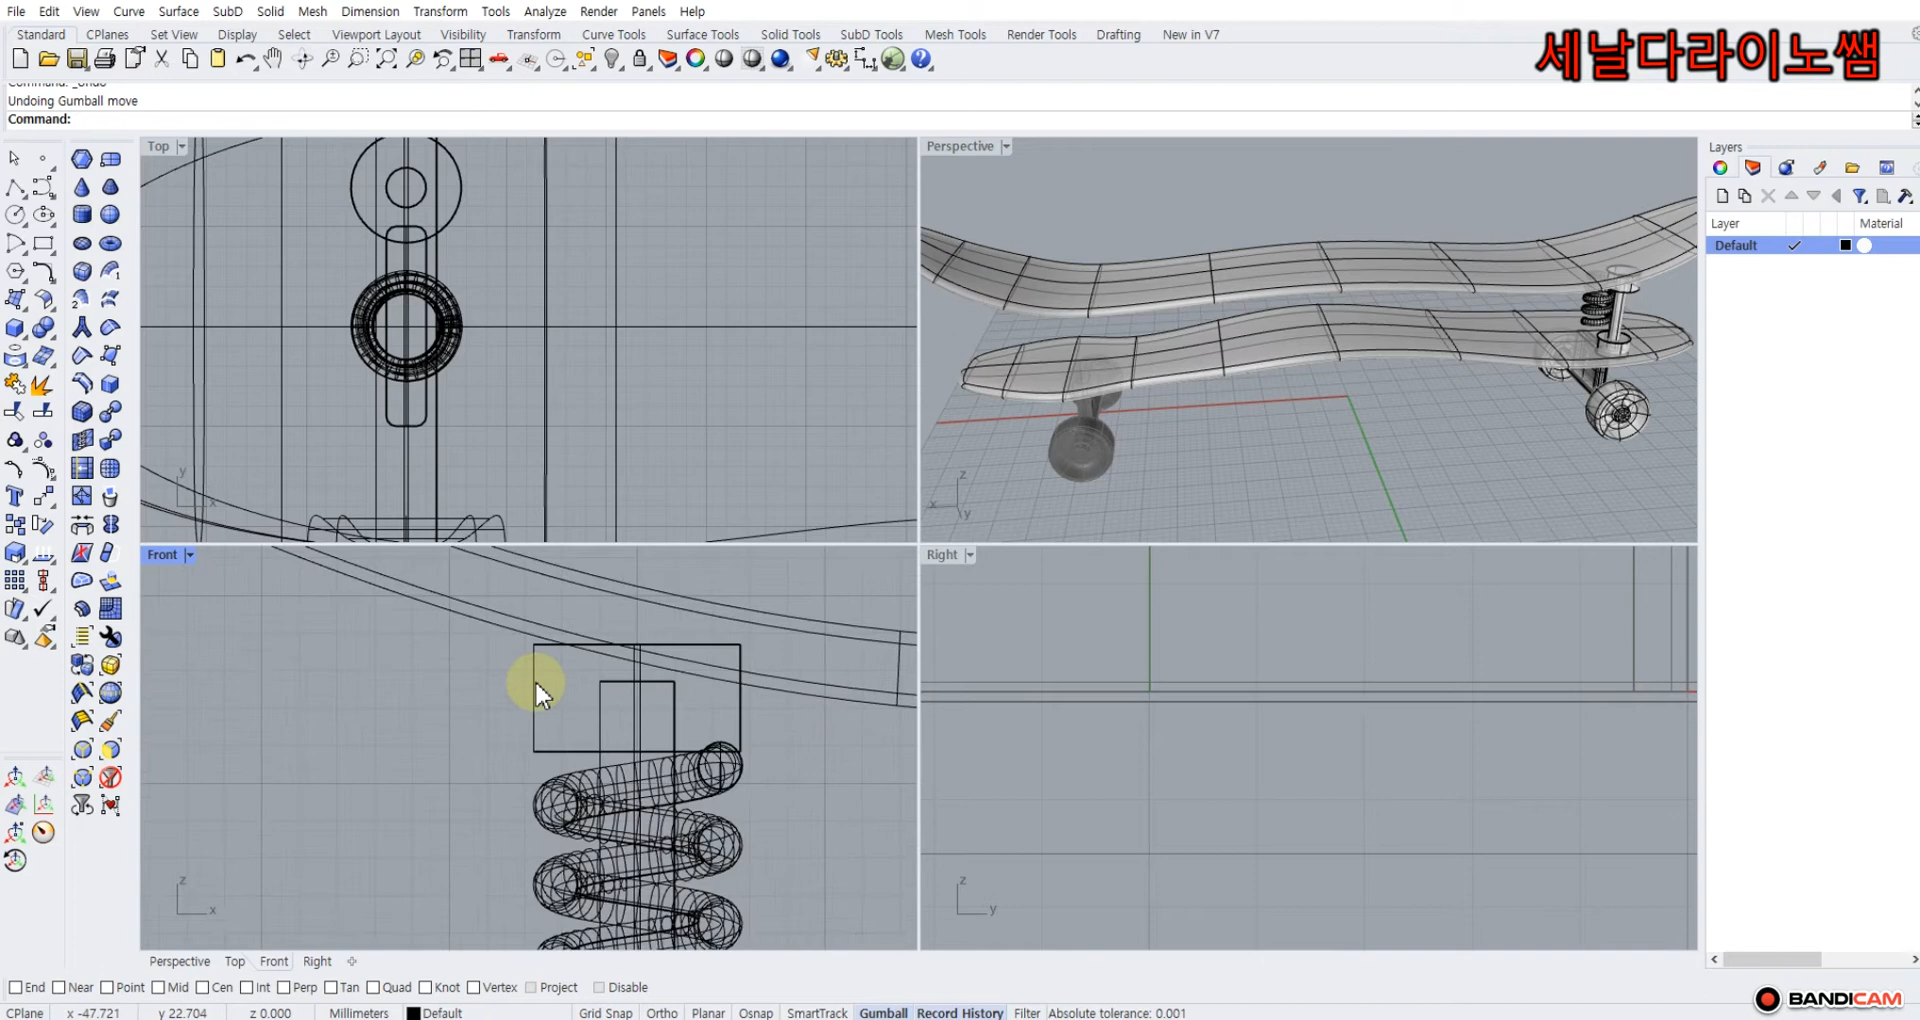 File Edit View Curve Surface SubD Solid Mesh Dimension Transform Tools Analyze Render Panels Help
Standard CPlanes Set View Display Select Viewport Layout Visibility Transform Curve Tools Surface Tools Solid Tools SubD Tools Mesh Tools Render Tools Drafting New in V7
세날다라이노쌤
Undoing Gumball move
Command:
Top
Perspective
Layers
Layer Material
Default
z
x
y
y
x
Front
Right
z
x
z
y
Perspective Top Front Right
End Near Point Mid Cen Int Perp Tan Quad Knot Vertex Project Disable
BANDICAM
CPlane x -47.721 y 22.704 z 0.000 Millimeters Default Grid Snap Ortho Planar Osnap SmartTrack Gumball Record History Filter Absolute tolerance: 0.001